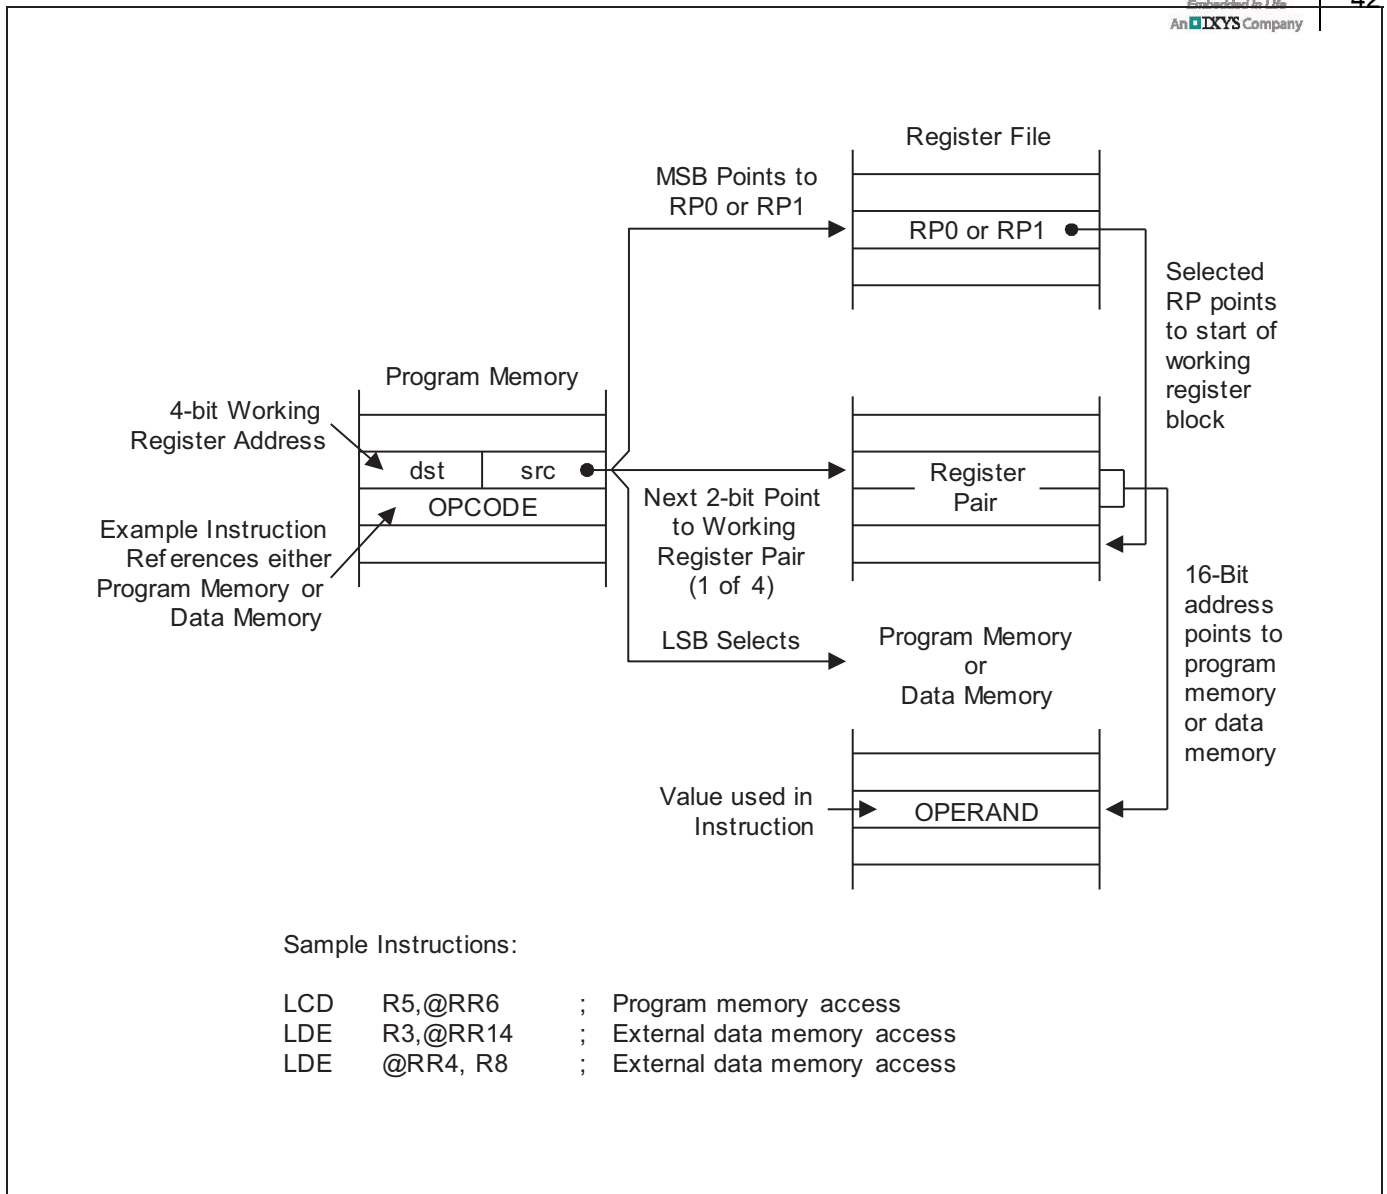 Embedded in Life
An IXYS Company
42
Register File
MSB Points to
RP0 or RP1
RP0 or RP1
Selected
RP points
to start of
working
register
block
Program Memory
4-bit Working
Register Address
dst
src
OPCODE
Example Instruction
References either
Program Memory or
Data Memory
Next 2-bit Point
to Working
Register Pair
(1 of 4)
Register
Pair
LSB Selects
Program Memory
or
Data Memory
16-Bit
address
points to
program
memory
or data
memory
Value used in
Instruction
OPERAND
Sample Instructions:
LCD R5,@RR6 ; Program memory access
LDE R3,@RR14 ; External data memory access
LDE @RR4, R8 ; External data memory access